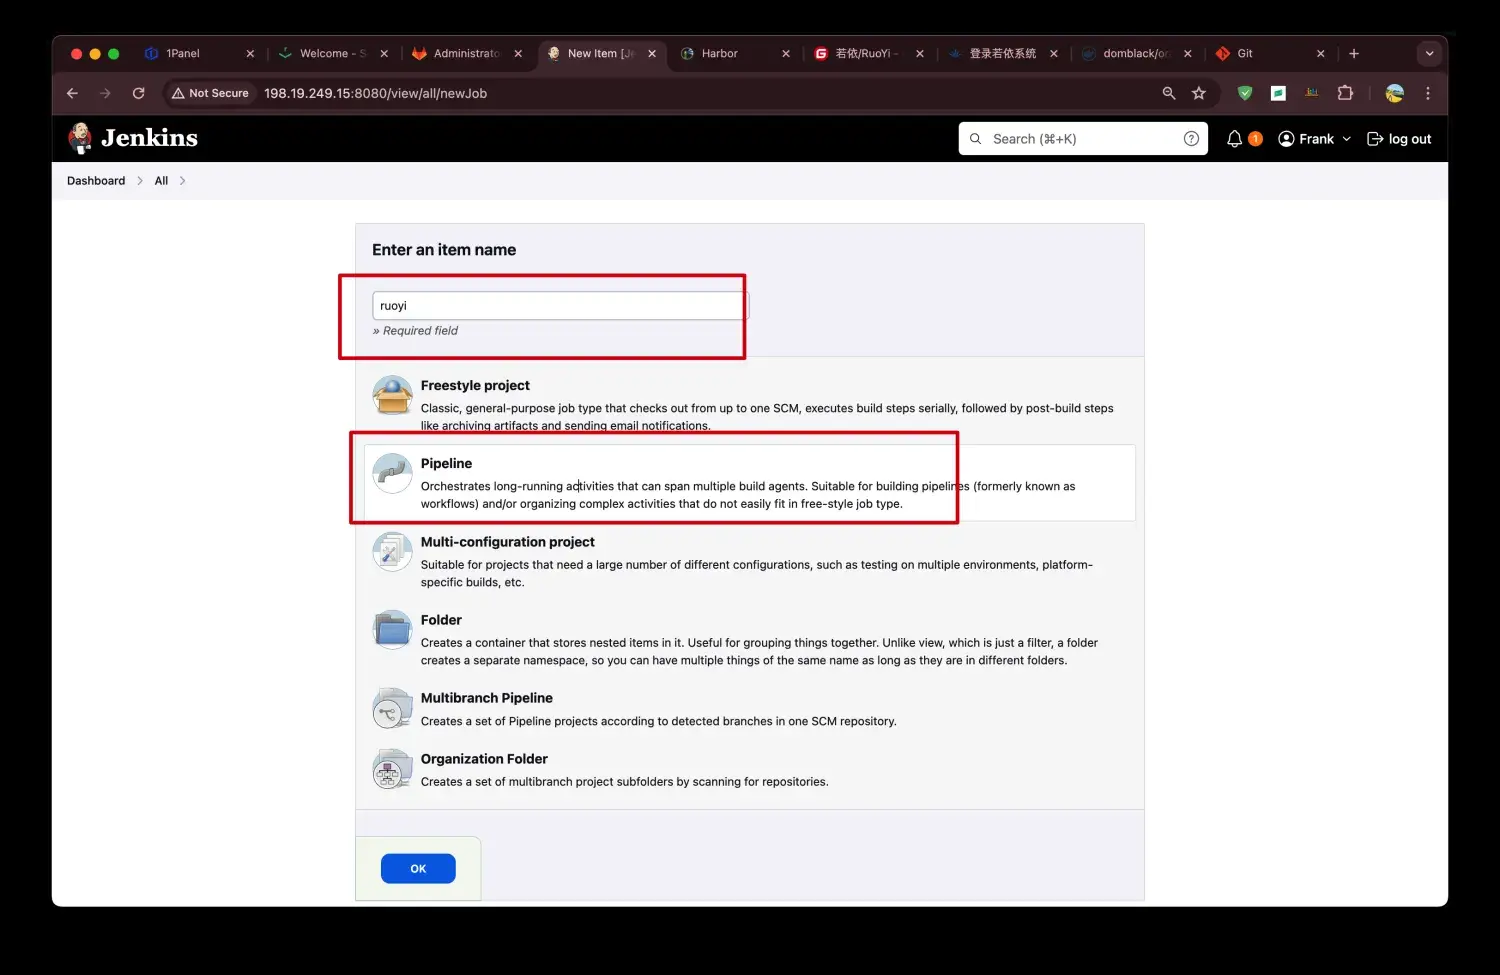 1Panel
Welcome - S
Administrato
New Item [Je
Harbor
若依/RuoYi -
登录若依系统
domblack/or
Git
Not Secure
198.19.249.15:8080/view/all/newJob
Jenkins
Search (⌘+K)
1
Frank
log out
Dashboard
All
Enter an item name
ruoyi
» Required field
Freestyle project
Classic, general-purpose job type that checks out from up to one SCM, executes build steps serially, followed by post-build steps
like archiving artifacts and sending email notifications.
Pipeline
Orchestrates long-running activities that can span multiple build agents. Suitable for building pipelines (formerly known as
workflows) and/or organizing complex activities that do not easily fit in free-style job type.
Multi-configuration project
Suitable for projects that need a large number of different configurations, such as testing on multiple environments, platform-
specific builds, etc.
Folder
Creates a container that stores nested items in it. Useful for grouping things together. Unlike view, which is just a filter, a folder
creates a separate namespace, so you can have multiple things of the same name as long as they are in different folders.
Multibranch Pipeline
Creates a set of Pipeline projects according to detected branches in one SCM repository.
Organization Folder
Creates a set of multibranch project subfolders by scanning for repositories.
OK